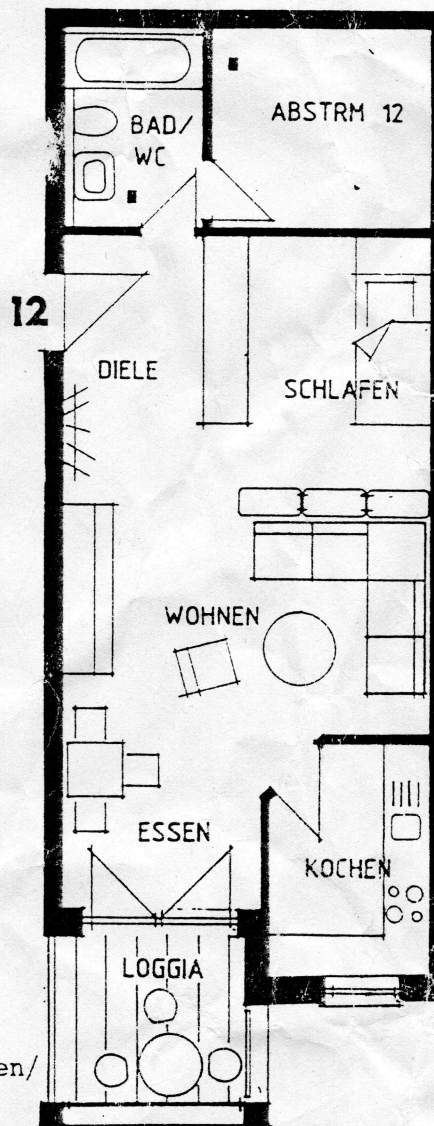 BAD/
WC
ABSTRM 12
12
DIELE
SCHLAFEN
WOHNEN
ESSEN
KOCHEN
LOGGIA
en/